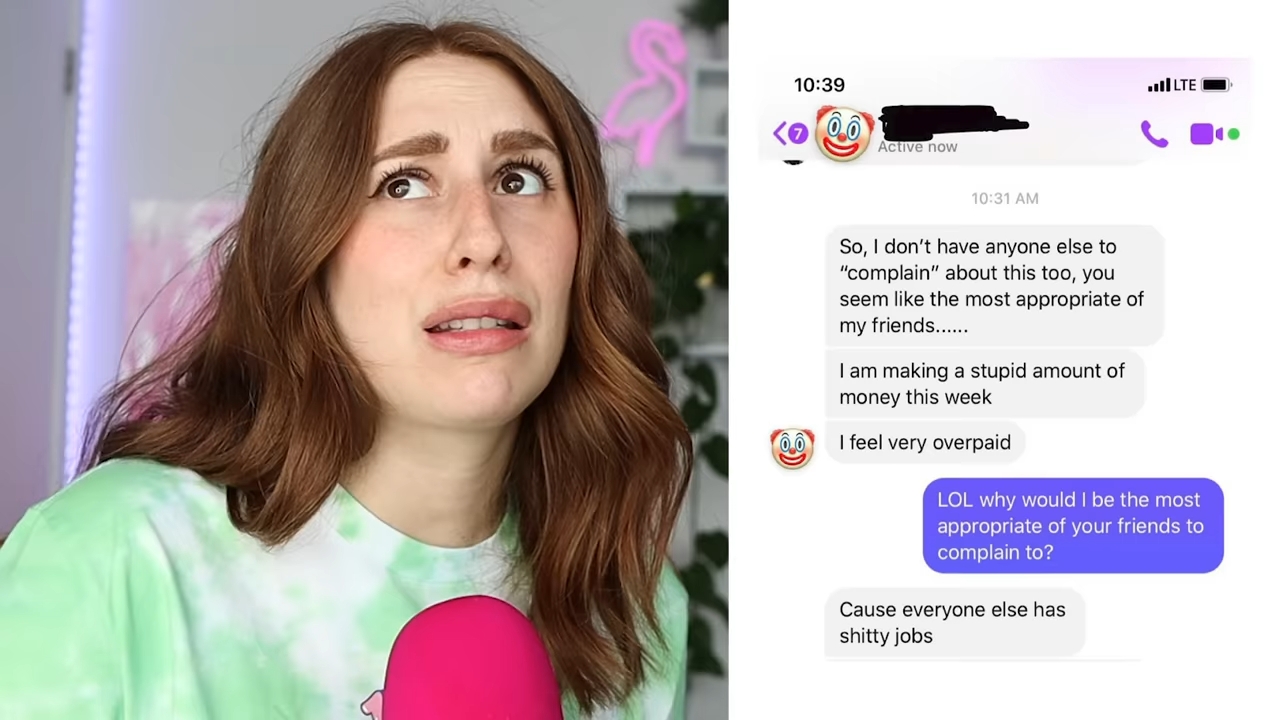 10:39
LTE
7
Active now
10:31 AM
So, I don’t have anyone else to
“complain” about this too, you
seem like the most appropriate of
my friends......
I am making a stupid amount of
money this week
I feel very overpaid
LOL why would I be the most
appropriate of your friends to
complain to?
Cause everyone else has
shitty jobs